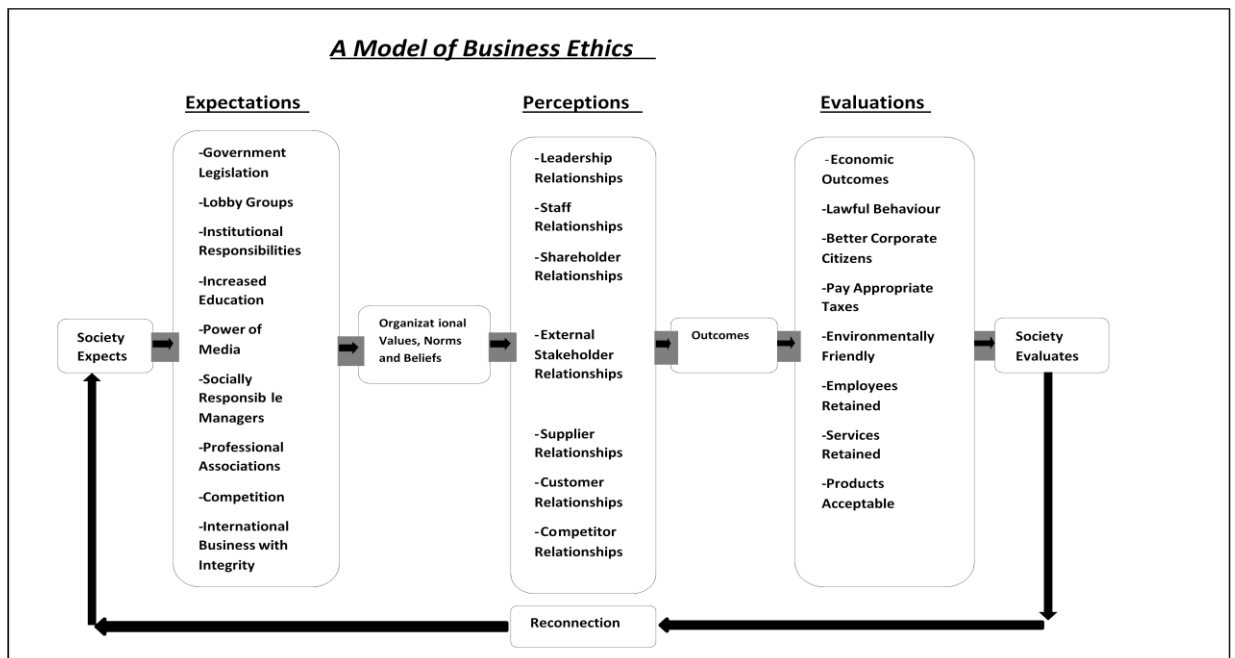 A Model of Business Ethics
Expectations
Perceptions
Evaluations
Society
Expects
-Government
Legislation
-Lobby Groups
-Institutional
Responsibilities
-Increased
Education
-Power of
Media
-Socially
Responsib le
Managers
-Professional
Associations
-Competition
-International
Business with
Integrity
Organizat ional
Values, Norms
and Beliefs
-Leadership
Relationships
-Staff
Relationships
-Shareholder
Relationships
-External
Stakeholder
Relationships
-Supplier
Relationships
-Customer
Relationships
-Competitor
Relationships
Outcomes
-Economic
Outcomes
-Lawful Behaviour
-Better Corporate
Citizens
-Pay Appropriate
Taxes
-Environmentally
Friendly
-Employees
Retained
-Services
Retained
-Products
Acceptable
Society
Evaluates
Reconnection